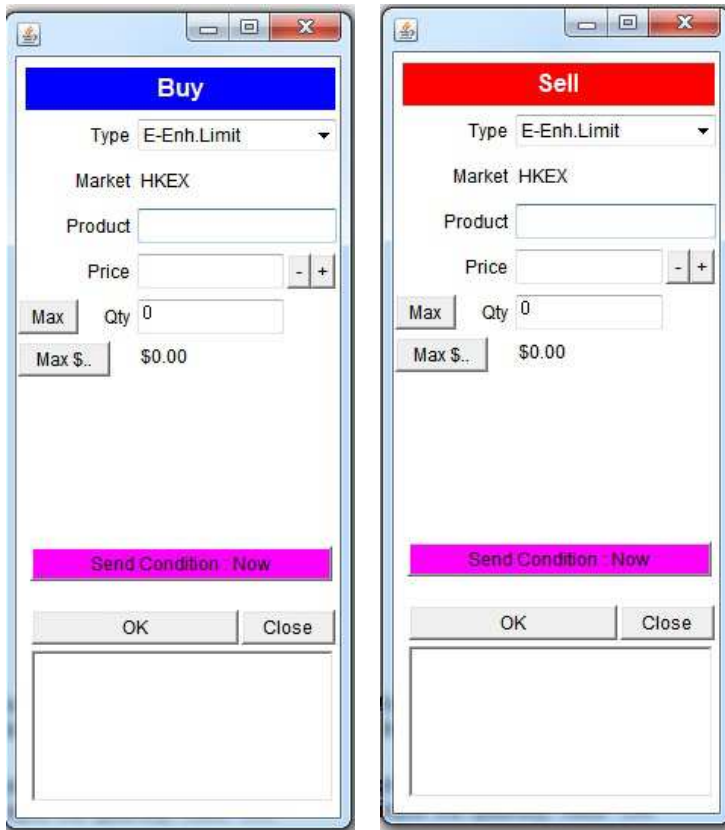 Buy
Type E-Enh.Limit
Market HKEX
Product
Price - +
Max Qty 0
Max $.. $0.00
Send Condition : Now
OK Close
Sell
Type E-Enh.Limit
Market HKEX
Product
Price - +
Max Qty 0
Max $.. $0.00
Send Condition : Now
OK Close